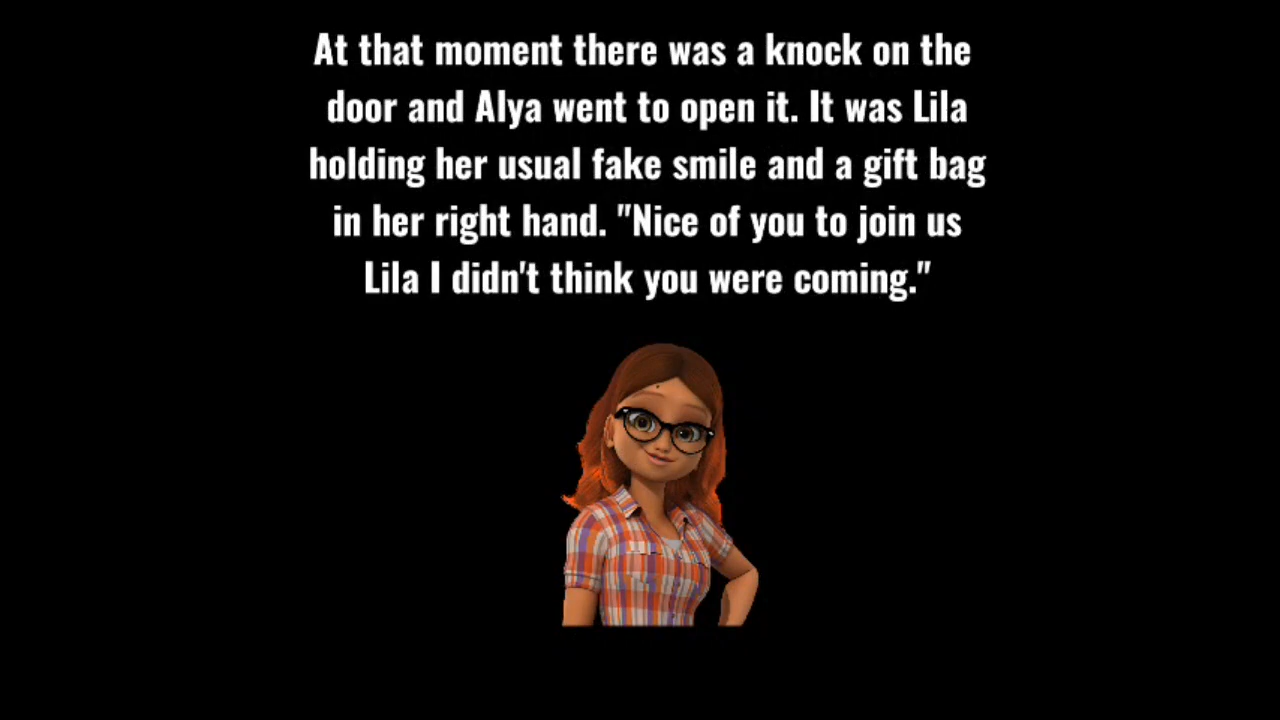 At that moment there was a knock on the
door and Alya went to open it. It was Lila
holding her usual fake smile and a gift bag
in her right hand. "Nice of you to join us
Lila I didn't think you were coming."